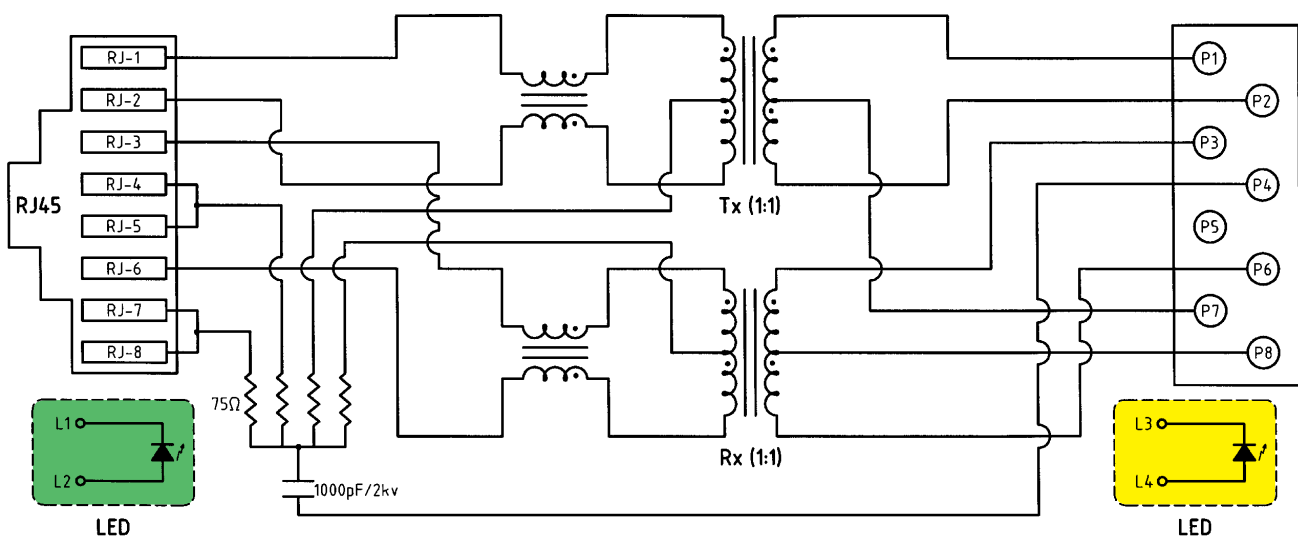 RJ45
RJ-1
RJ-2
RJ-3
RJ-4
RJ-5
RJ-6
RJ-7
RJ-8
75Ω
1000pF/2kv
Tx (1:1)
Rx (1:1)
P1
P2
P3
P4
P5
P6
P7
P8
L1
L2
LED
L3
L4
LED